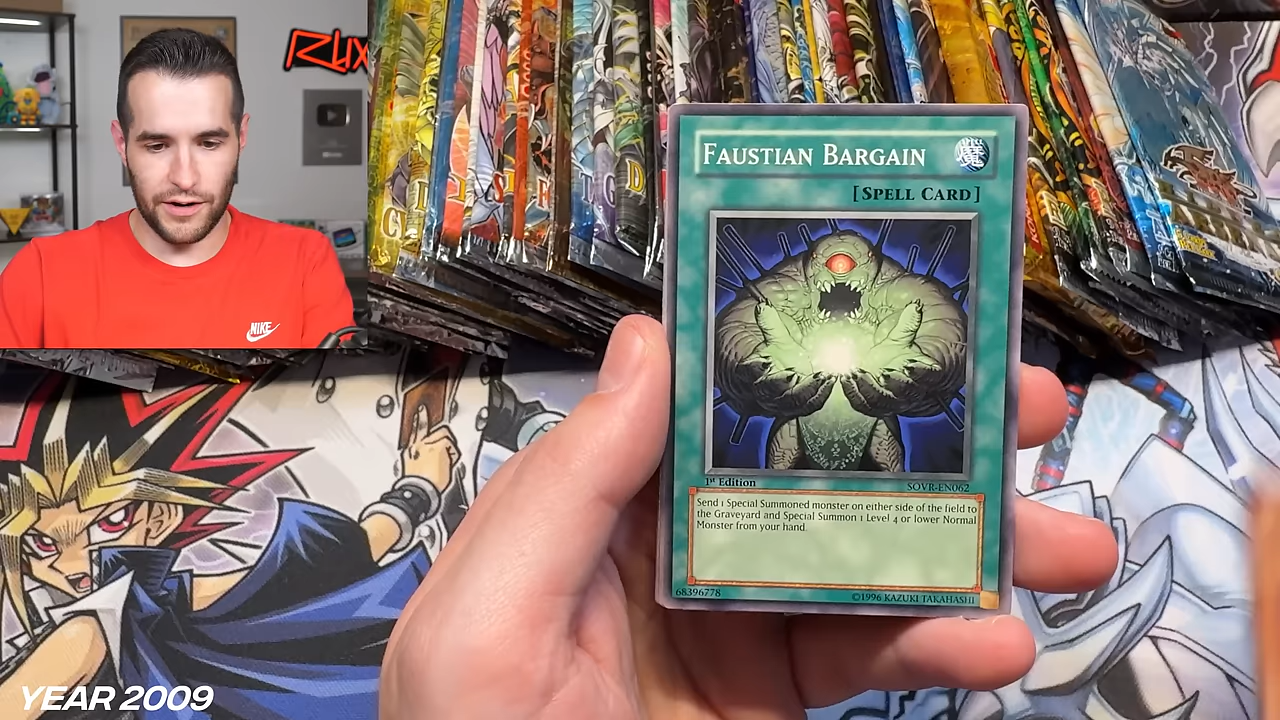 RUX
NIKE
FAUSTIAN BARGAIN
[SPELL CARD]
1st Edition
SOVR-EN062
Send 1 Special Summoned monster on either side of the field to
the Graveyard and Special Summon 1 Level 4 or lower Normal
Monster from your hand.
68396778
©1996 KAZUKI TAKAHASHI
YEAR 2009